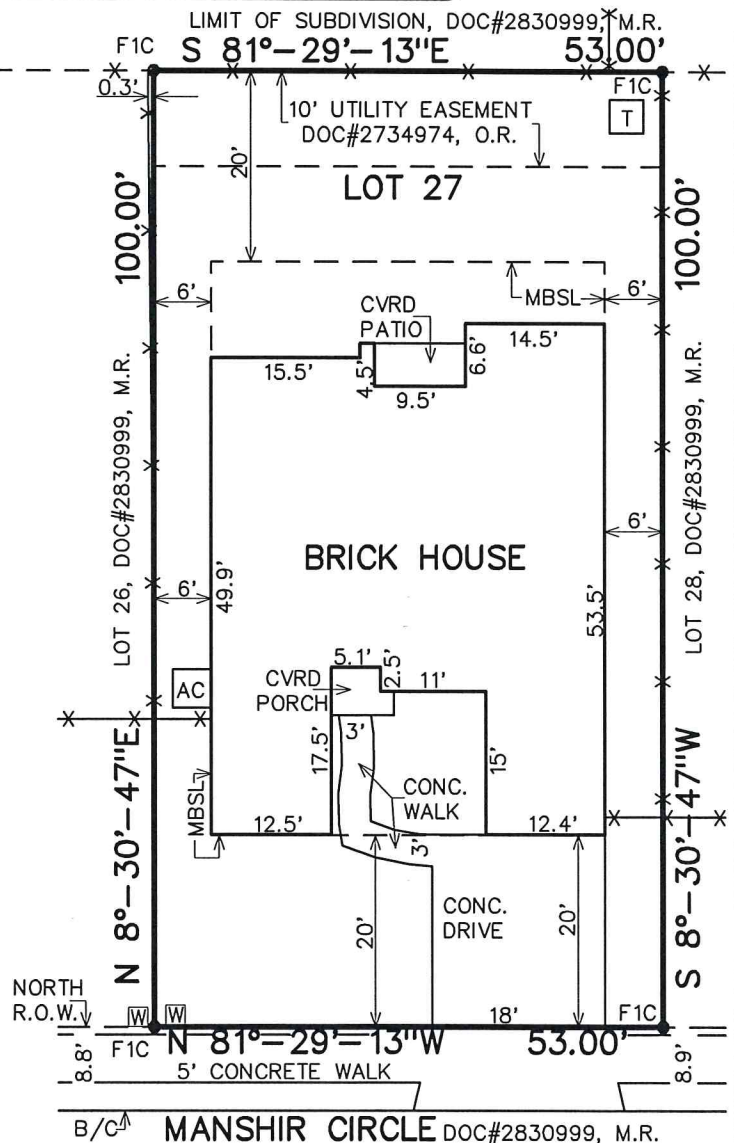 LIMIT OF SUBDIVISION, DOC#2830999, M.R.
F1C
S 81°-29'-13"E
53.00'
F1C
0.3'
T
10' UTILITY EASEMENT
DOC#2734974, O.R.
20'
LOT 27
100.00'
100.00'
6'
MBSL
6'
CVRD
PATIO
14.5'
15.5'
4.5'
6.6'
9.5'
LOT 26, DOC#2830999, M.R.
LOT 28, DOC#2830999, M.R.
6'
BRICK HOUSE
6'
49.9'
53.5'
5.1'
2.5'
11'
AC
CVRD
PORCH
3'
17.5'
15'
CONC.
WALK
MBSL
12.5'
3'
12.4'
N 8°-30'-47"E
S 8°-30'-47"W
CONC.
DRIVE
20'
20'
NORTH
R.O.W.
W
W
18'
F1C
F1C
N 81°-29'-13"W
53.00'
8.8'
5' CONCRETE WALK
8.9'
B/C
MANSHIR CIRCLE DOC#2830999, M.R.